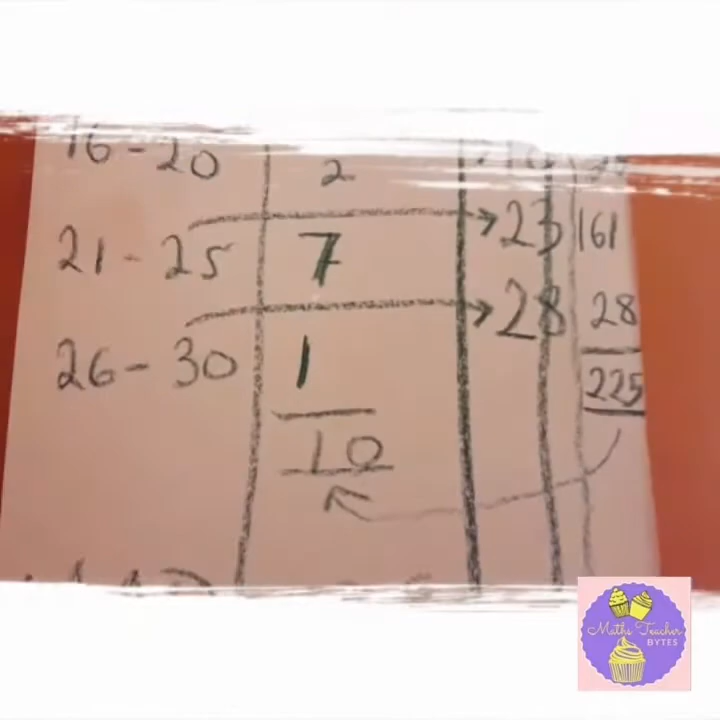 16-20 2
21-25 7 → 23 161
26-30 1 → 28 28
10 225
Maths Teacher
BYTES